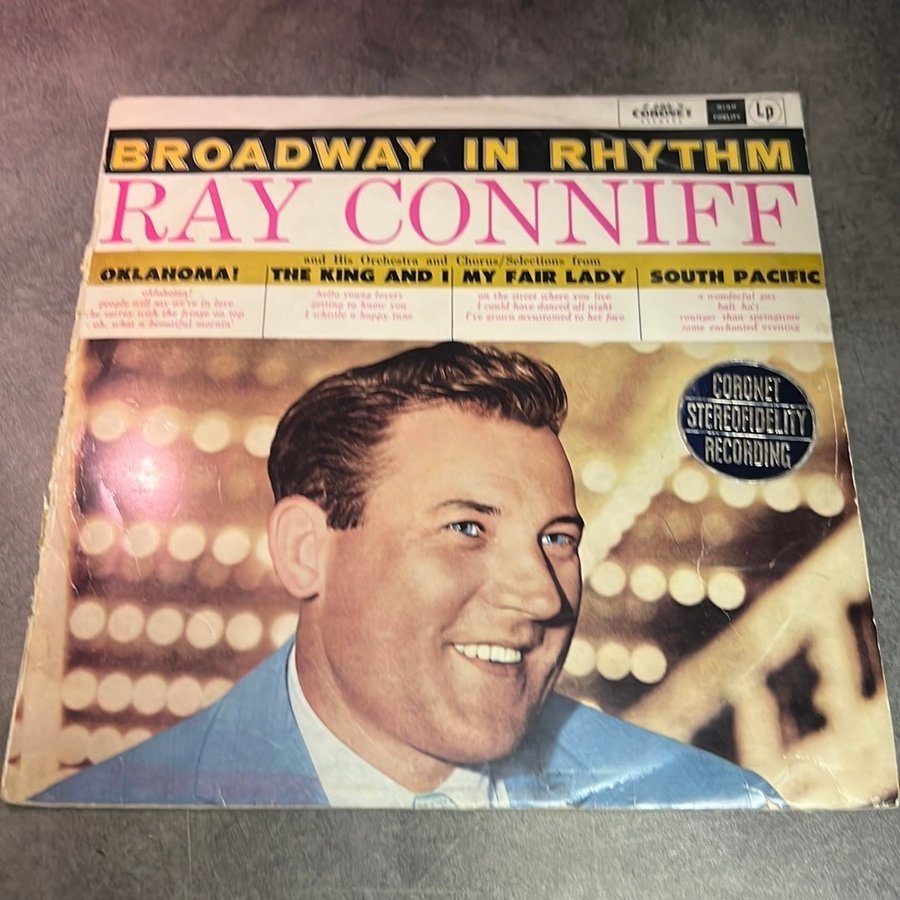 CORONET
HIGH FIDELITY
Lp
BROADWAY IN RHYTHM
RAY CONNIFF
and His Orchestra and Chorus/Selections from
OKLAHOMA!
oklahoma!
people will say we're in love
the surrey with the fringe on top
oh, what a beautiful mornin'
THE KING AND I
hello young lovers
getting to know you
I whistle a happy tune
MY FAIR LADY
on the street where you live
I could have danced all night
I've grown accustomed to her face
SOUTH PACIFIC
a wonderful guy
bali ha'i
younger than springtime
some enchanted evening
CORONET
STEREOFIDELITY
RECORDING